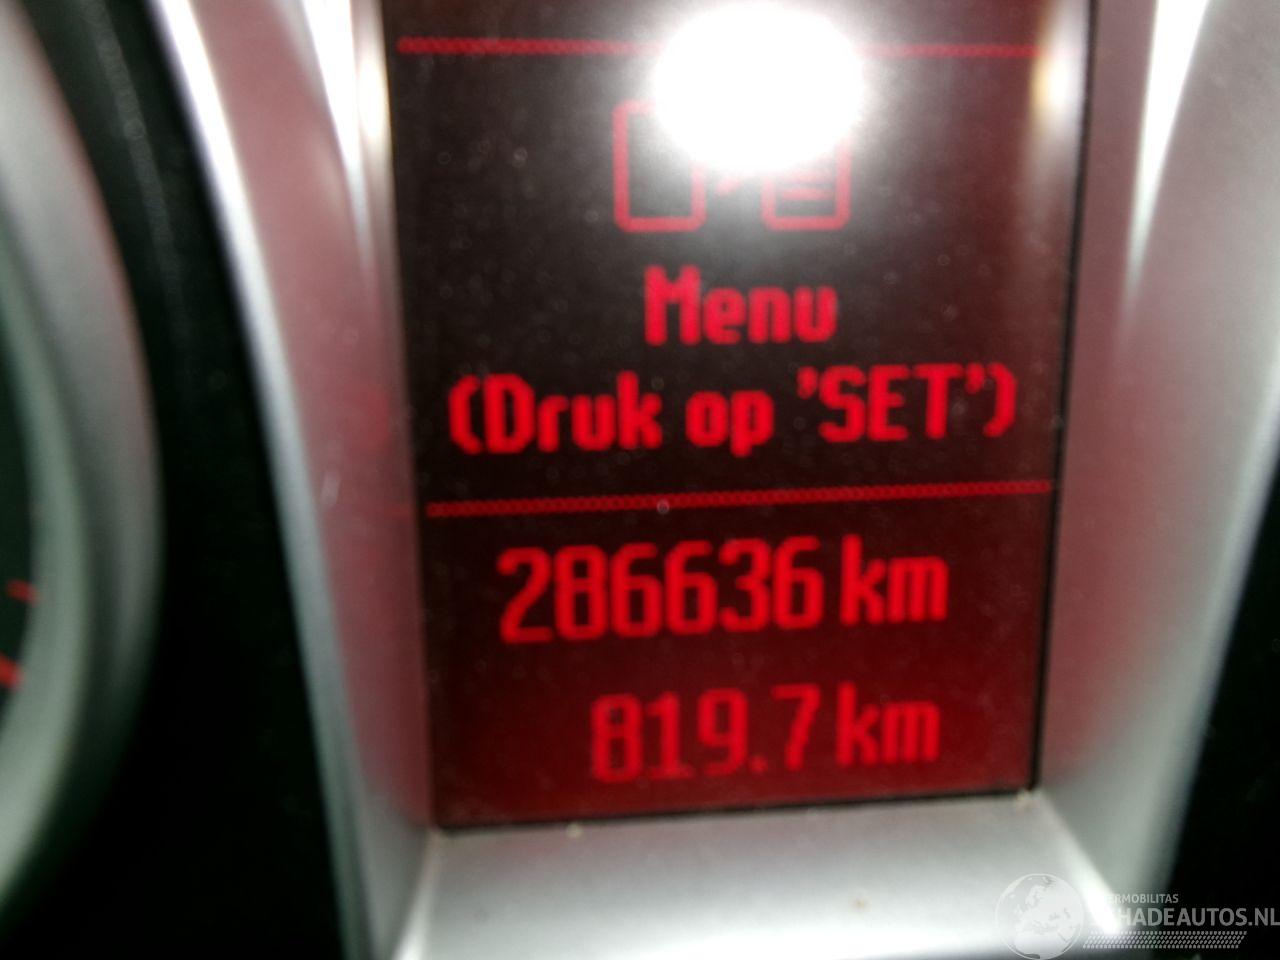 Menu
(Druk op 'SET')
286636 km
819.7 km
SCHADEAUTOS.NL